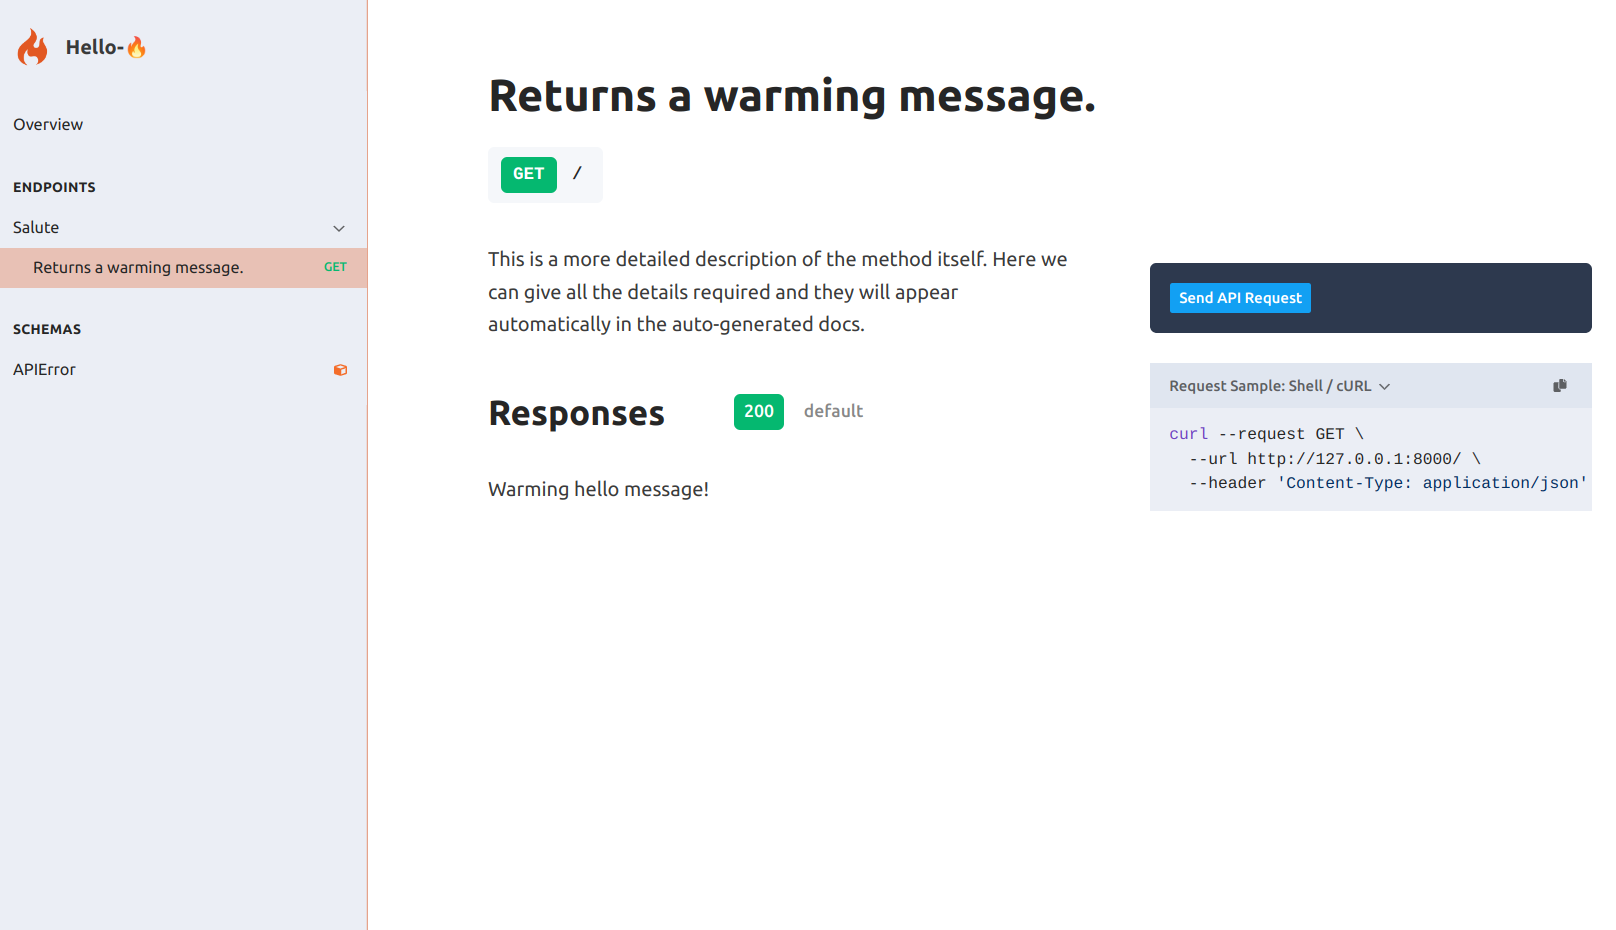 Hello-🔥
Overview
ENDPOINTS
Salute
Returns a warming message. GET
SCHEMAS
APIError
Returns a warming message.
GET /
This is a more detailed description of the method itself. Here we
can give all the details required and they will appear
automatically in the auto-generated docs.
Responses 200 default
Warming hello message!
Send API Request
Request Sample: Shell / cURL
curl --request GET \
  --url http://127.0.0.1:8000/ \
  --header 'Content-Type: application/json'